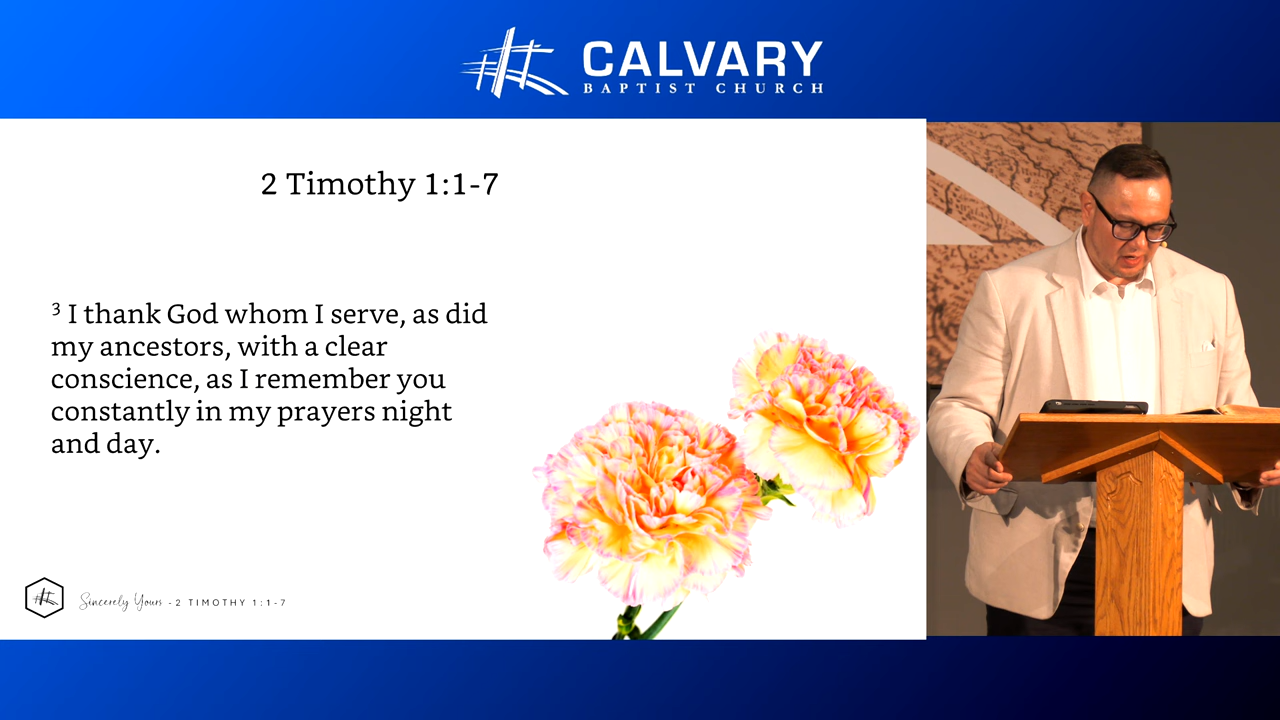 CALVARY
BAPTIST CHURCH
2 Timothy 1:1-7
3 I thank God whom I serve, as did
my ancestors, with a clear
conscience, as I remember you
constantly in my prayers night
and day.
Sincerely Yours - 2 TIMOTHY 1:1-7